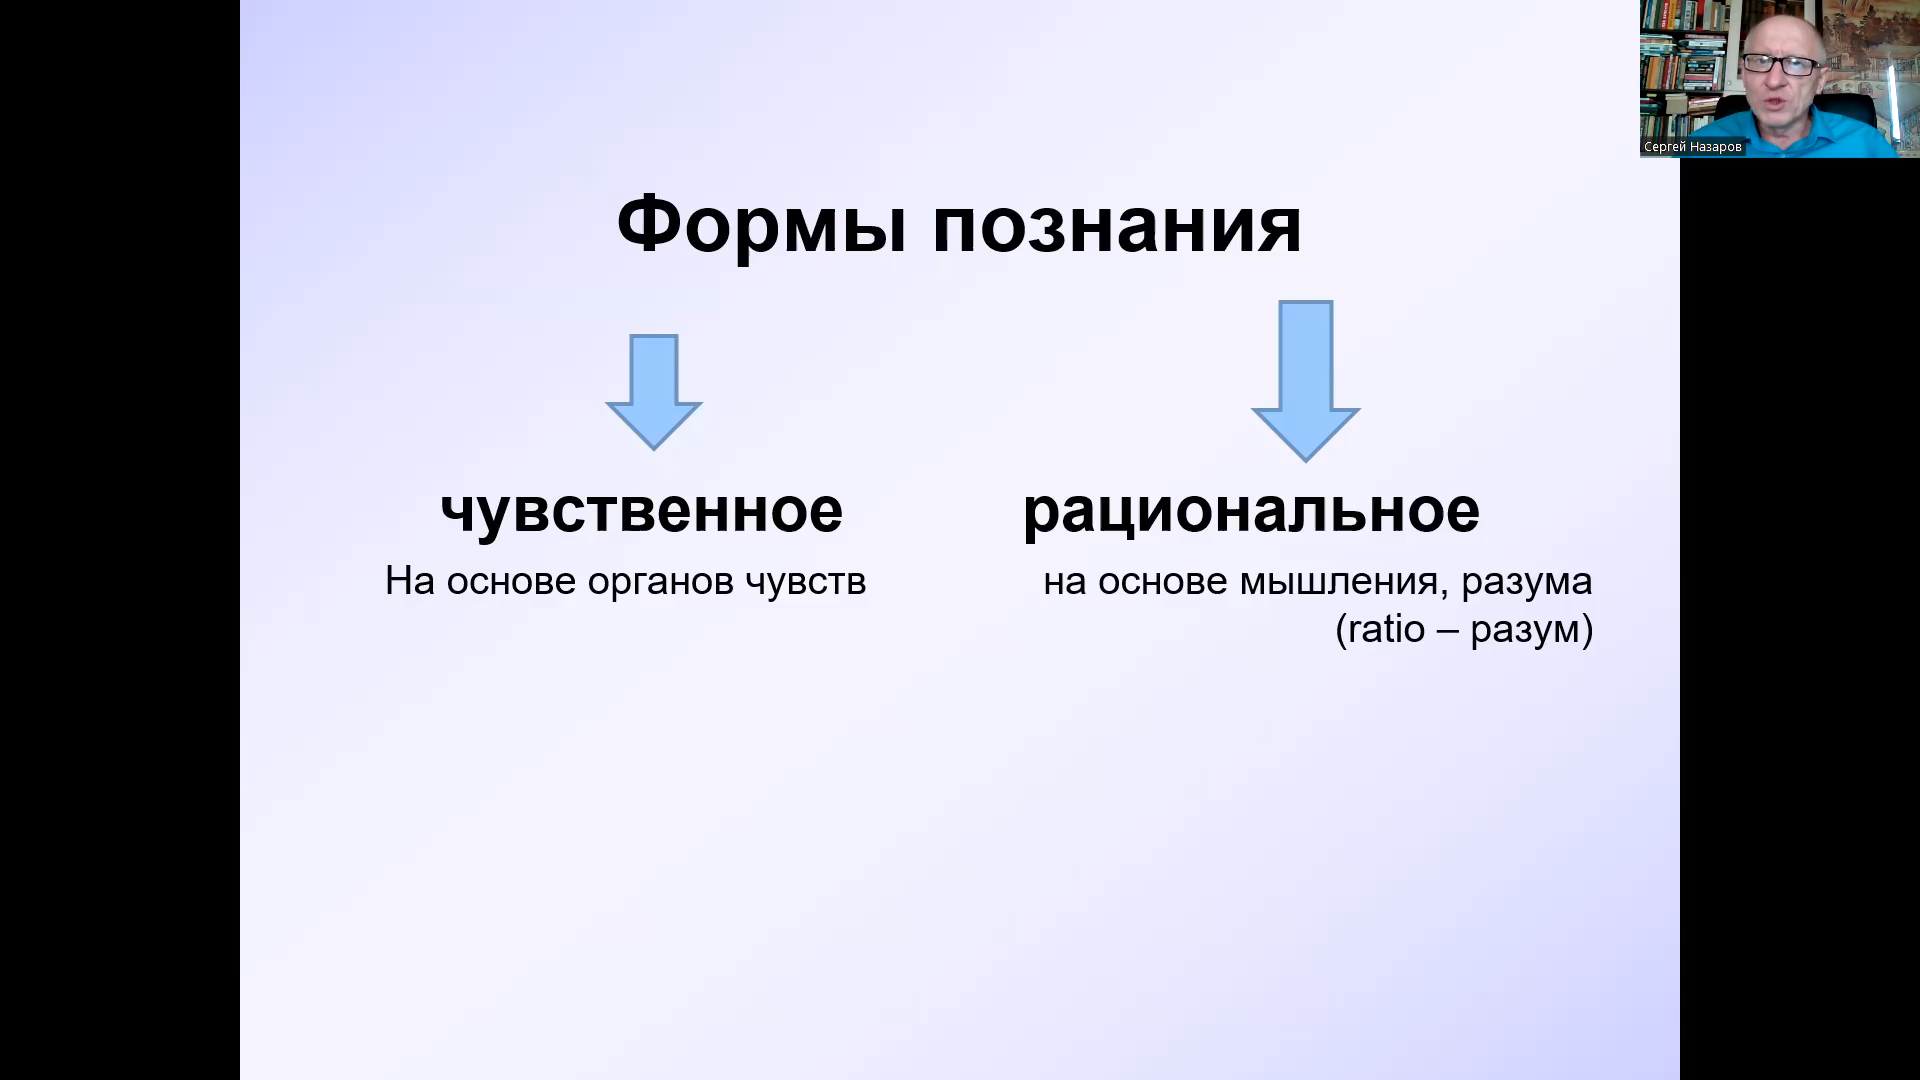 Сергей Назаров
Формы познания
чувственное
На основе органов чувств
рациональное
на основе мышления, разума
(ratio – разум)